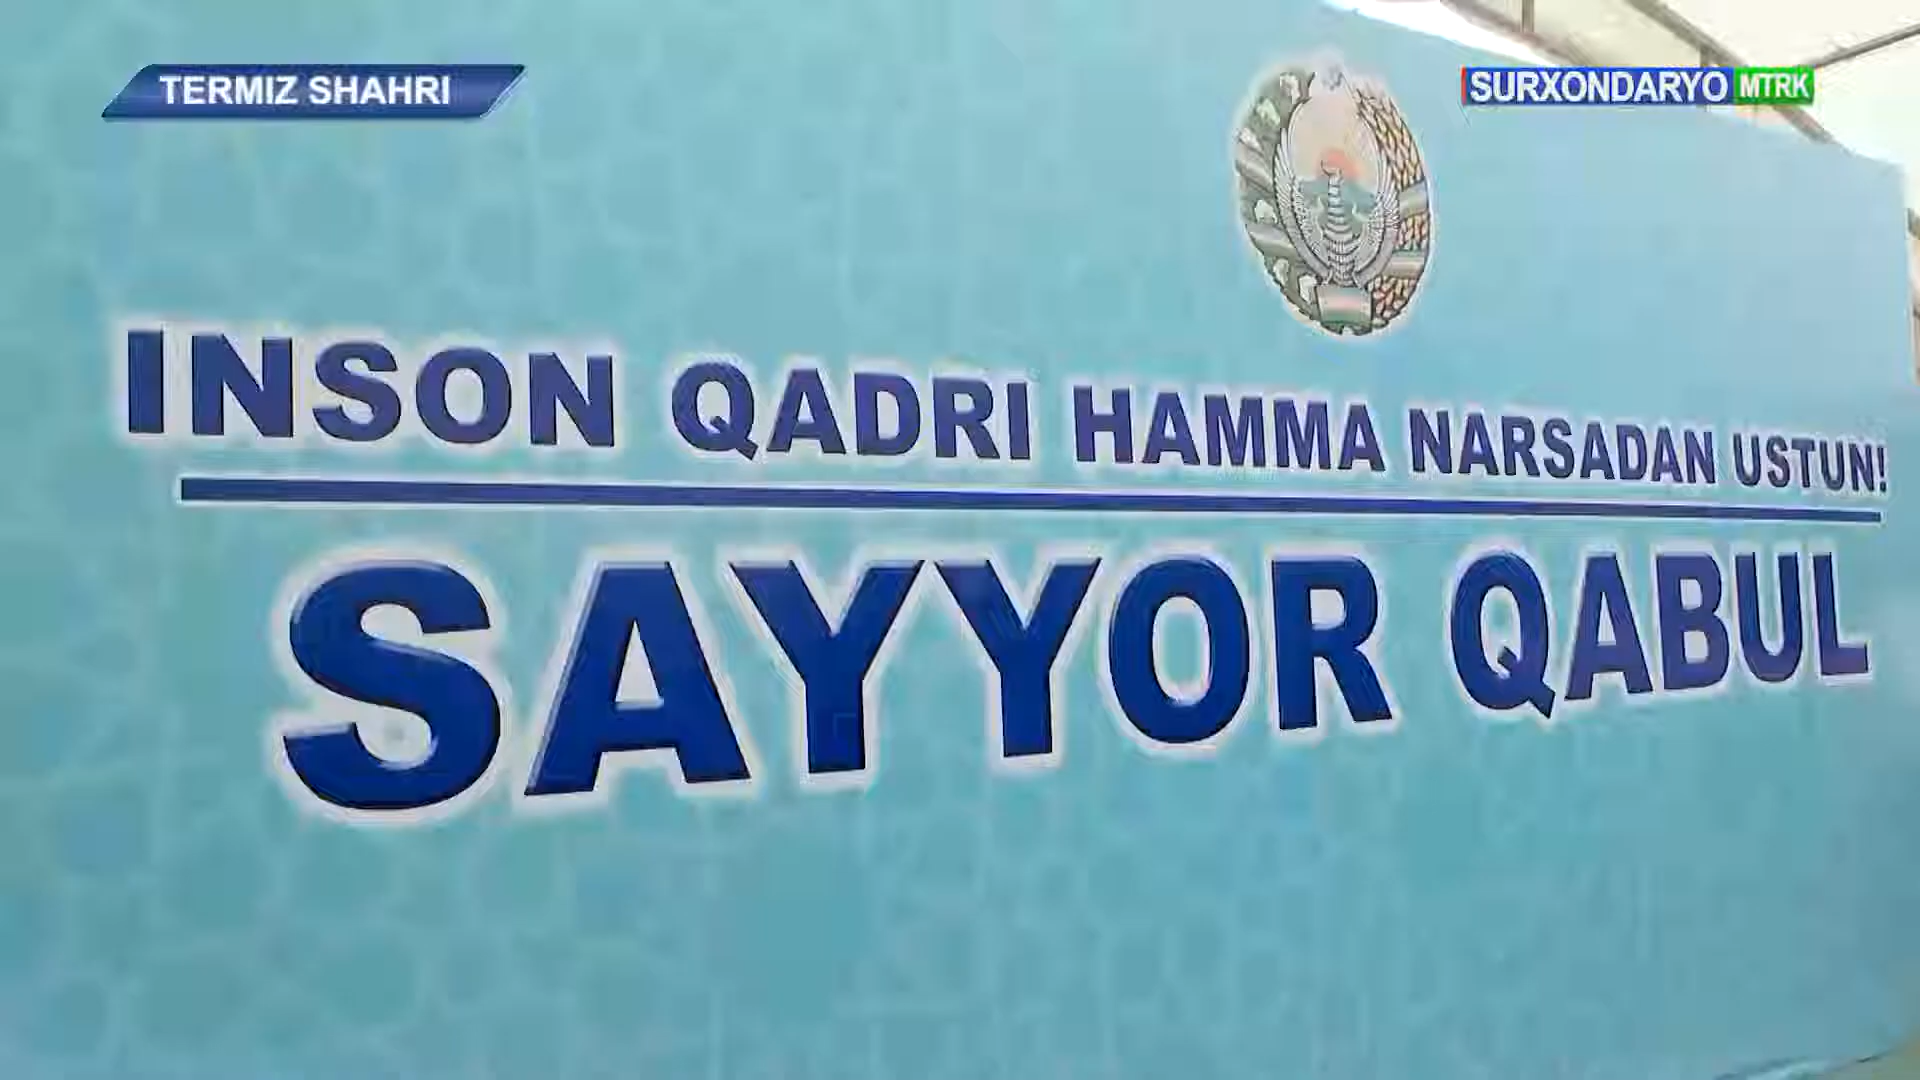 TERMIZ SHAHRI
SURXONDARYO MTRK
INSON QADRI HAMMA NARSADAN USTUN!
SAYYOR QABUL